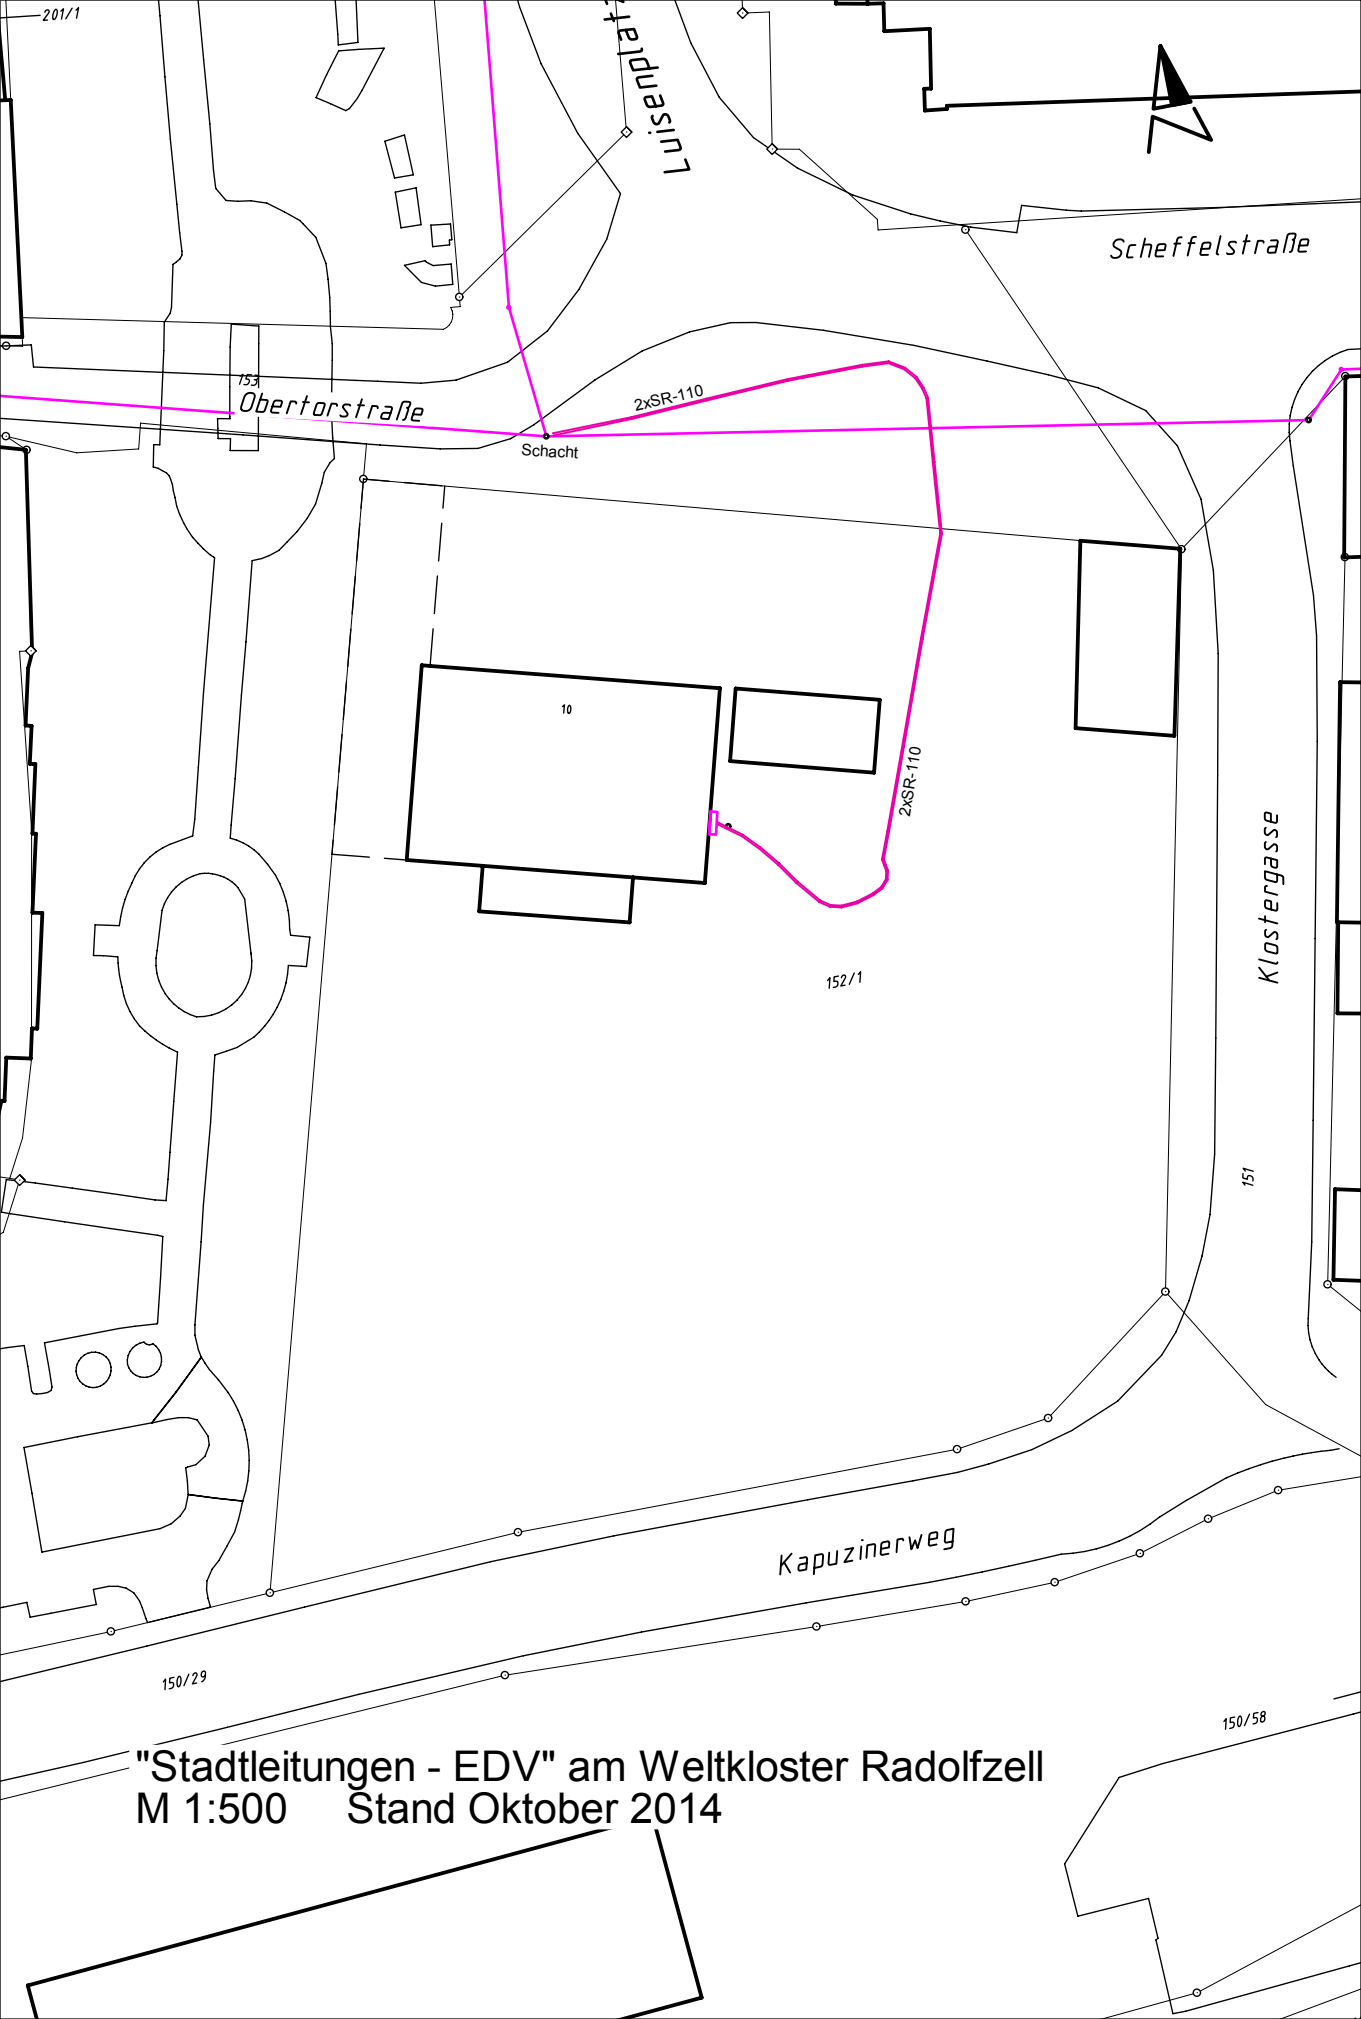 201/1
Luisenplatz
Scheffelstraße
153
Obertorstraße
2xSR-110
Schacht
10
2xSR-110
Klostergasse
152/1
151
Kapuzinerweg
150/29
150/58
"Stadtleitungen - EDV" am Weltkloster Radolfzell
M 1:500 Stand Oktober 2014